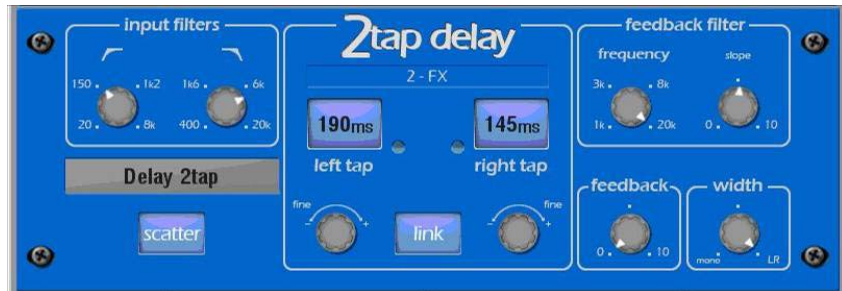 input filters
150 1k2 1k6 6k
20 8k 400 20k
Delay 2tap
scatter
2tap delay
2 - FX
190ms 145ms
left tap right tap
fine fine
- + link - +
feedback filter
frequency slope
3k 8k
1k 20k 0 10
feedback width
0 10 mono LR